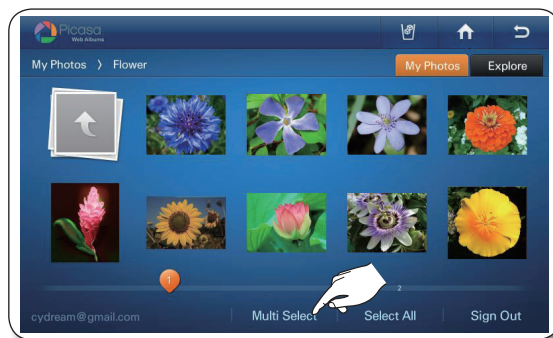 Picasa
Web Albums
My Photos 〉 Flower
My Photos
Explore
1
2
cydream@gmail.com
Multi Select
Select All
Sign Out